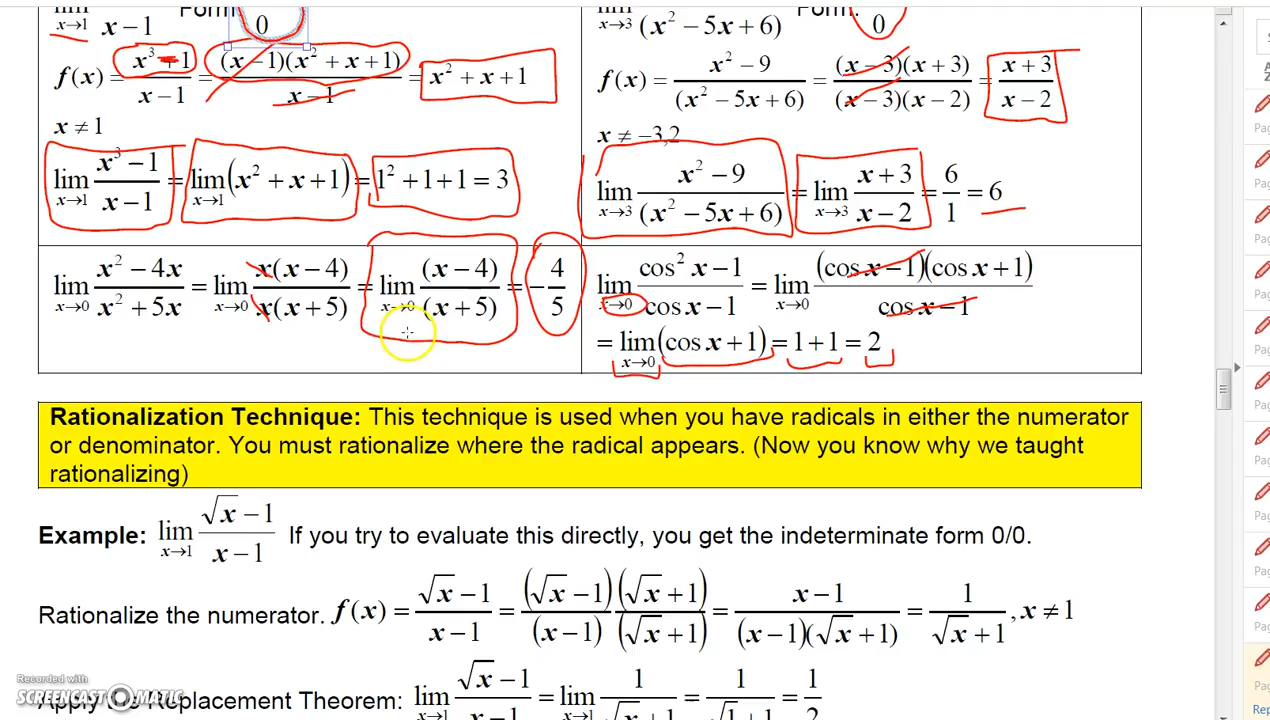 lim x→1 x − 1 Form: 0
f(x) = x³ − 1 / x − 1 = (x − 1)(x² + x + 1) / x − 1 = x² + x + 1
x ≠ 1
lim x→1 x³ − 1 / x − 1 = lim x→1 (x² + x + 1) = 1² + 1 + 1 = 3
lim x→3 (x² − 5x + 6) Form: 0
f(x) = x² − 9 / (x² − 5x + 6) = (x − 3)(x + 3) / (x − 3)(x − 2) = x + 3 / x − 2
x ≠ −3,2
lim x→3 x² − 9 / (x² − 5x + 6) = lim x→3 x + 3 / x − 2 = 6/1 = 6
lim x→0 x² − 4x / x² + 5x = lim x→0 x(x − 4) / x(x + 5) = lim x→0 (x − 4) / (x + 5) = − 4/5
lim x→0 cos² x − 1 / cos x − 1 = lim x→0 (cos x − 1)(cos x + 1) / cos x − 1
= lim x→0 (cos x + 1) = 1 + 1 = 2
Rationalization Technique: This technique is used when you have radicals in either the numerator
or denominator. You must rationalize where the radical appears. (Now you know why we taught
rationalizing)
Example: lim x→1 √x − 1 / x − 1 If you try to evaluate this directly, you get the indeterminate form 0/0.
Rationalize the numerator. f(x) = √x − 1 / x − 1 = (√x − 1)(√x + 1) / (x − 1)(√x + 1) = x − 1 / (x − 1)(√x + 1) = 1 / √x + 1, x ≠ 1
Recorded with
SCREENCAST-O-MATIC
Replacement Theorem: lim x→1 √x − 1 / x − 1 = lim x→1 1 / √x + 1 = 1 / √1 + 1 = 1/2